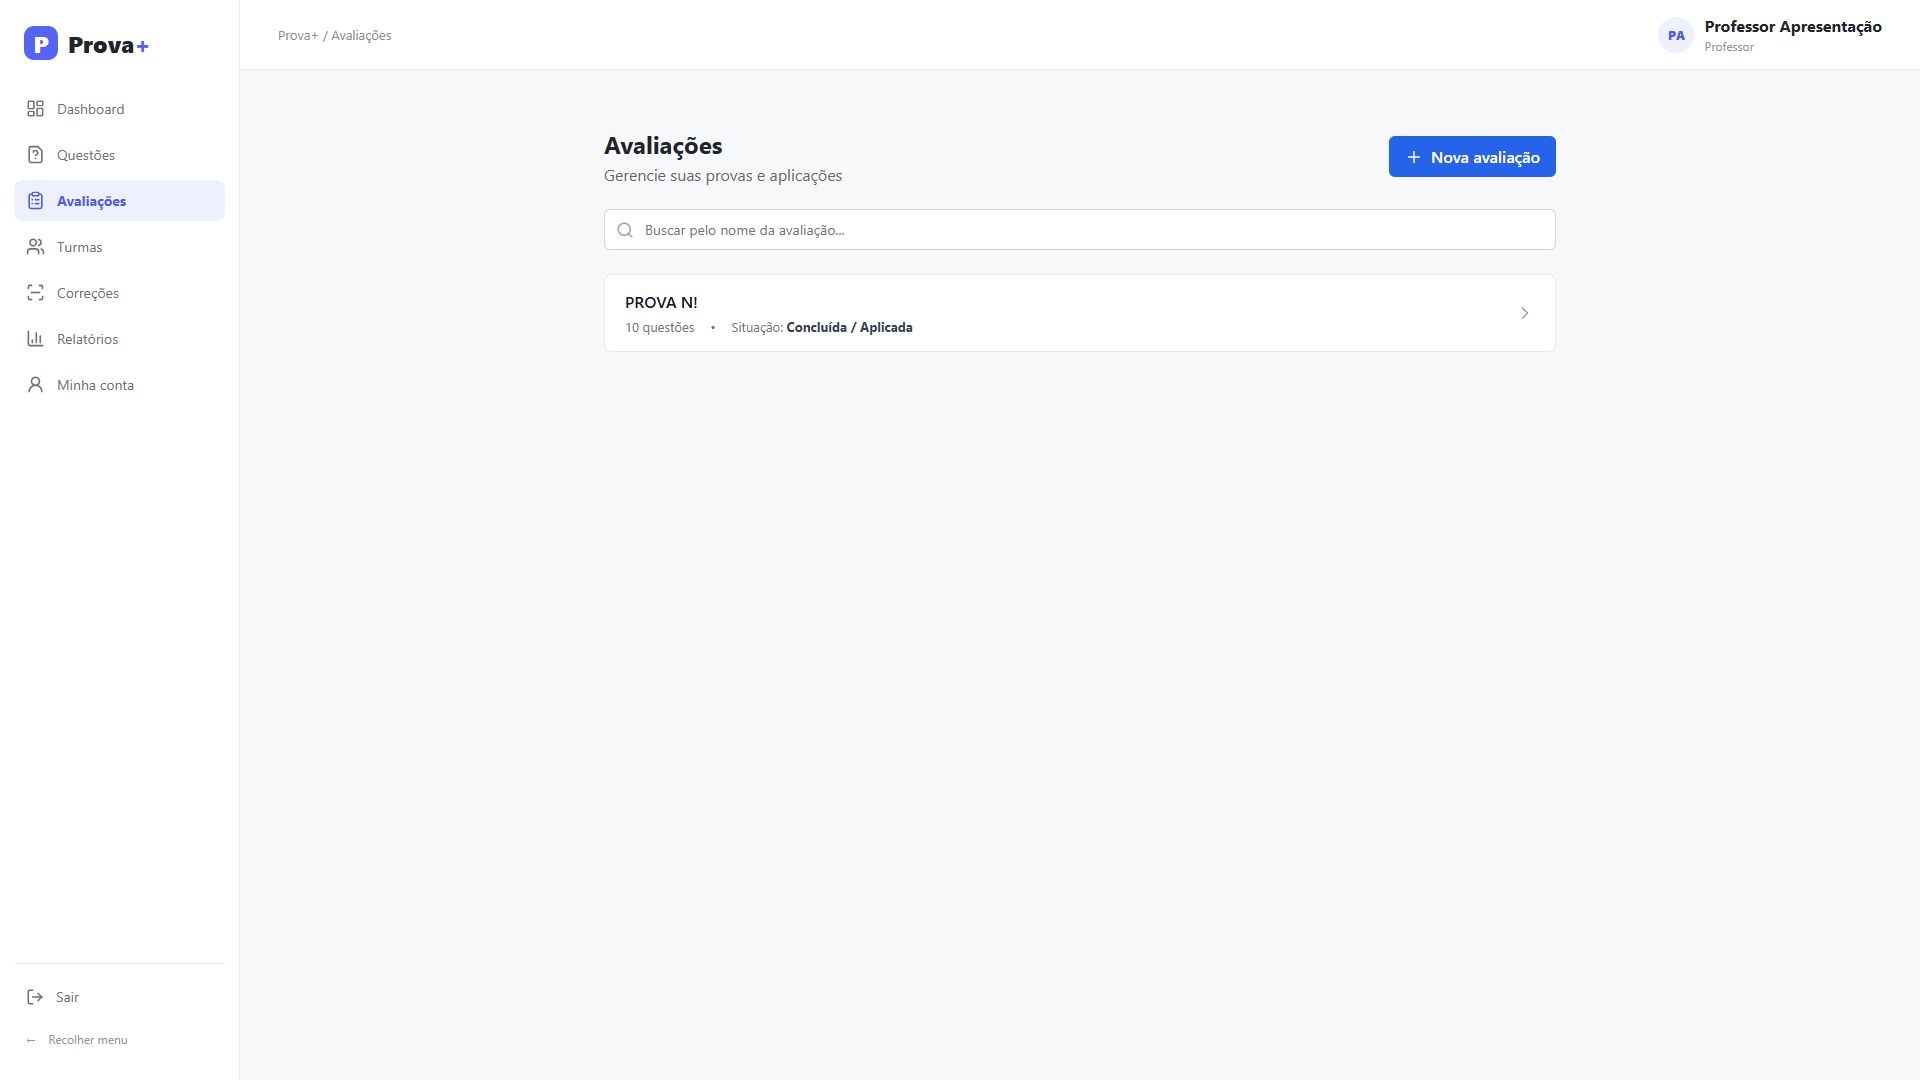 P Prova+
Dashboard
Questões
Avaliações
Turmas
Correções
Relatórios
Minha conta
Sair
← Recolher menu
Prova+ / Avaliações
PA
Professor Apresentação
Professor
Avaliações
Gerencie suas provas e aplicações
+ Nova avaliação
Buscar pelo nome da avaliação...
PROVA N!
10 questões • Situação: Concluída / Aplicada